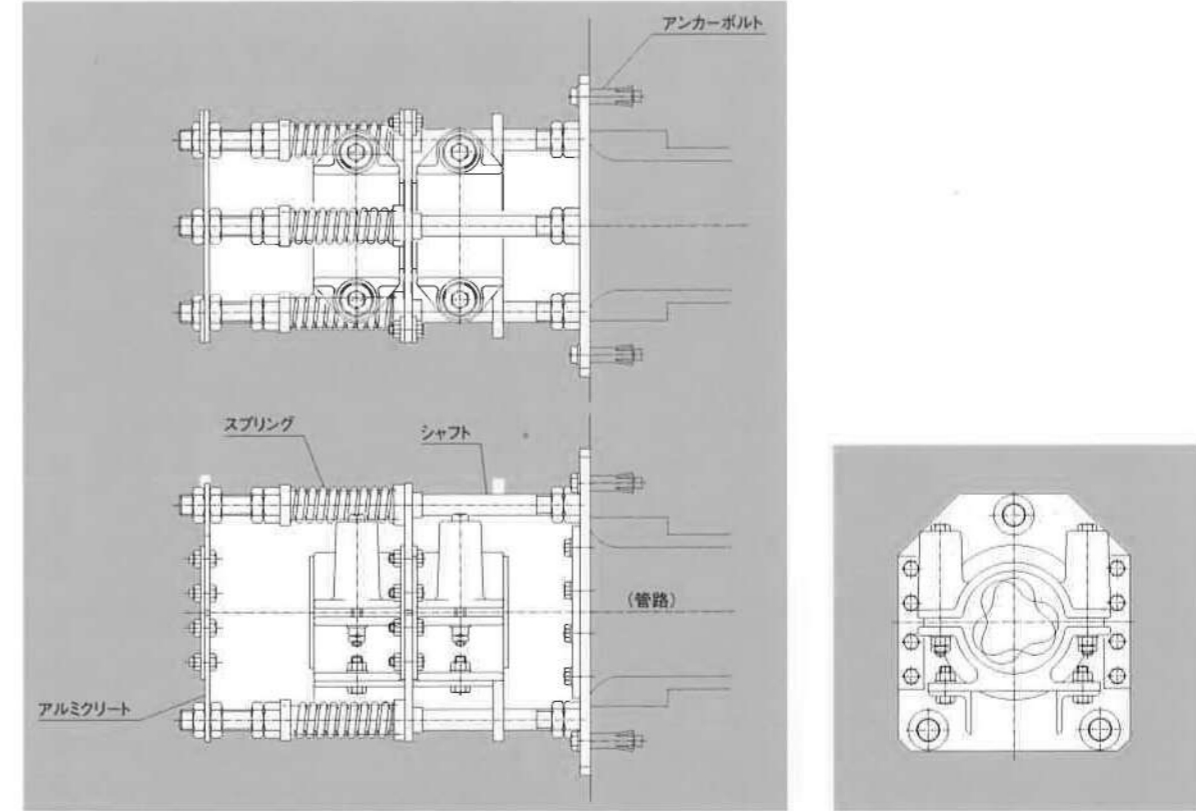 アンカーボルト
スプリング
シャフト
(管路)
アルミクリート